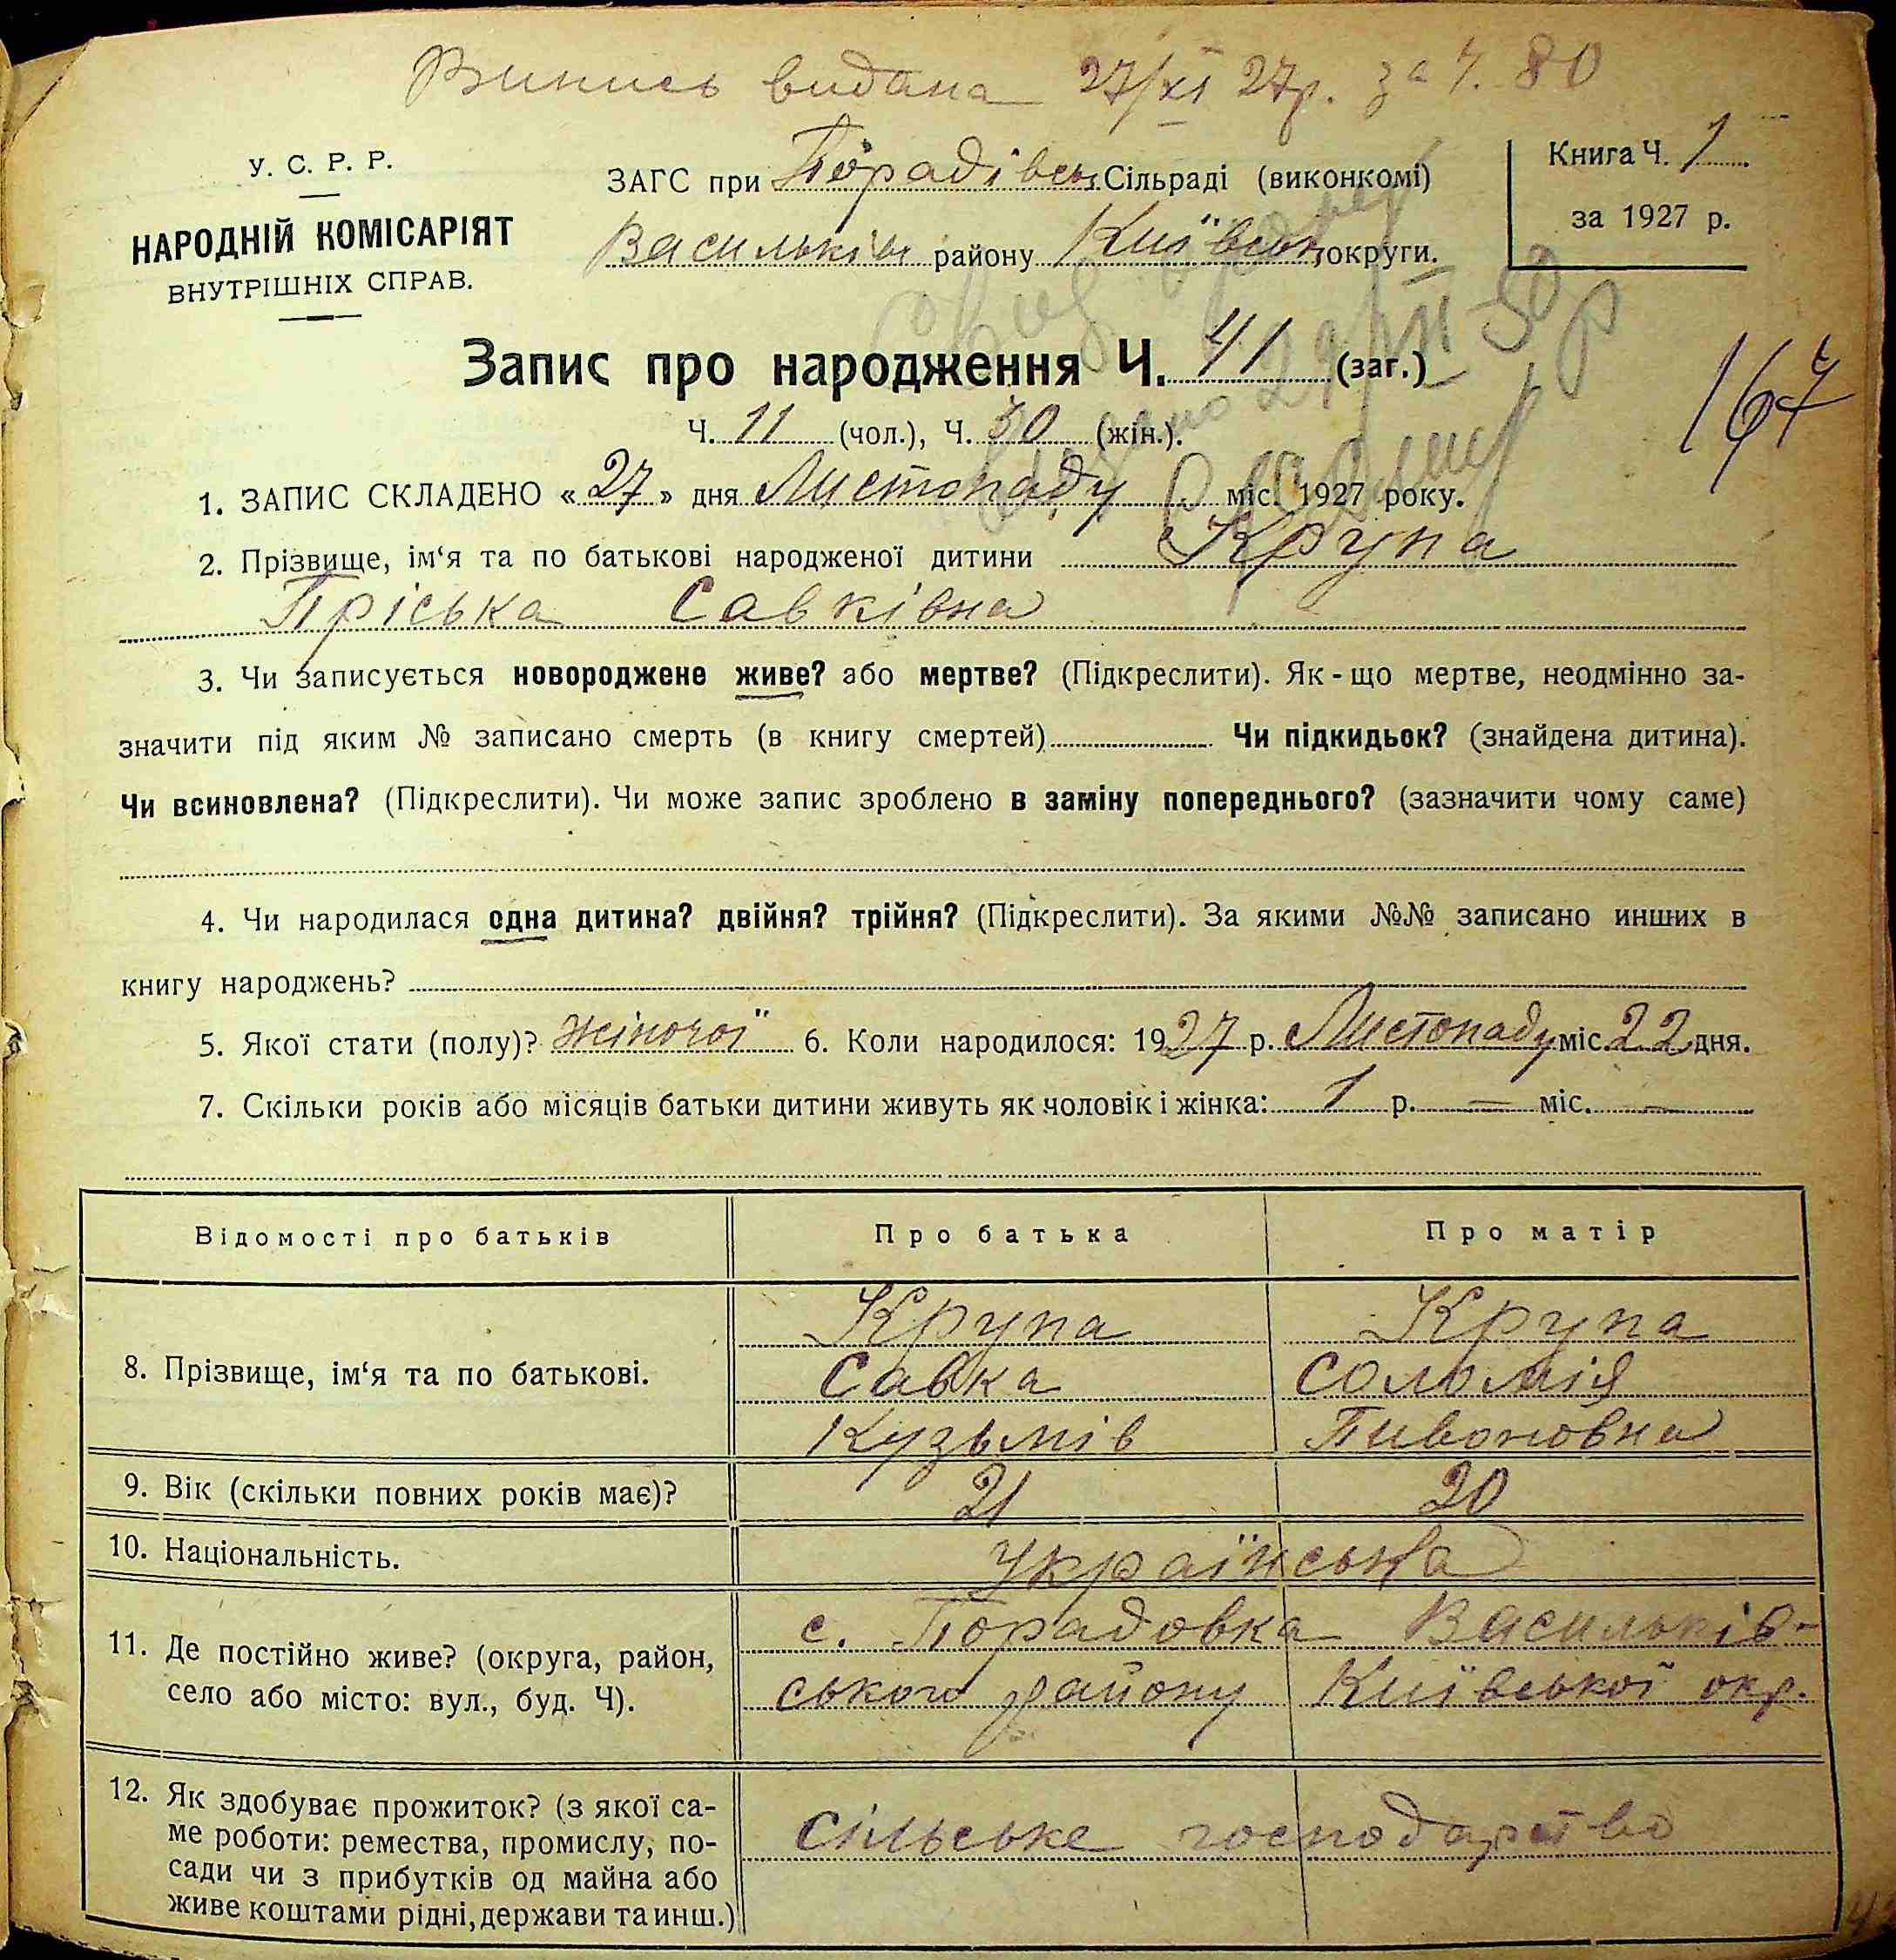 Випись видана 27/XI 27р. за Ч. 80
У. С. Р. Р.
НАРОДНІЙ КОМІСАРІЯТ
ВНУТРІШНІХ СПРАВ.
ЗАГС при Порадівськ Сільраді (виконкомі)
Васильків району Київськ округи.
Книга Ч. 1
за 1927 р.
Запис про народження Ч. 41 (заг.)
167
Ч. 11 (чол.), Ч. 30 (жін.).
1. ЗАПИС СКЛАДЕНО «27» дня Листопаду міс. 1927 року.
2. Прізвище, ім‘я та по батькові народженої дитини Крупа
Пріська Савківна
3. Чи записується новороджене живе? або мертве? (Підкреслити). Як-що мертве, неодмінно за-
значити під яким № записано смерть (в книгу смертей) Чи підкидьок? (знайдена дитина).
Чи всиновлена? (Підкреслити). Чи може запис зроблено в заміну попереднього? (зазначити чому саме)
4. Чи народилася одна дитина? двійня? трійня? (Підкреслити). За якими №№ записано инших в
книгу народжень?
5. Якої стати (полу)? жіночої 6. Коли народилося: 1927 р. Листопаду міс. 22 дня.
7. Скільки років або місяців батьки дитини живуть як чоловік і жінка: 1 р. — міс. —
Відомості про батьків Про батька Про матір
8. Прізвище, ім‘я та по батькові.
Крупа Крупа
Савка Соломія
Кузьмів Пивоновна
9. Вік (скільки повних років має)? 21 20
10. Національність. Українська
11. Де постійно живе? (округа, район,
село або місто: вул., буд. Ч).
с. Порадовка Васильків-
ського району Київської окр.
12. Як здобуває прожиток? (з якої са-
ме роботи: ремества, промислу, по-
сади чи з прибутків од майна або
живе коштами рідні, держави та инш.)
сільське господарство